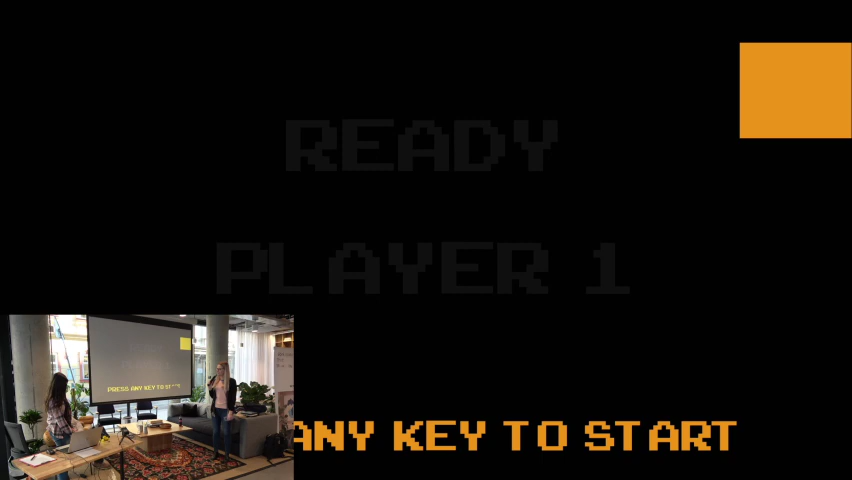 READY
PLAYER 1
ANY KEY TO START
PRESS ANY KEY TO START